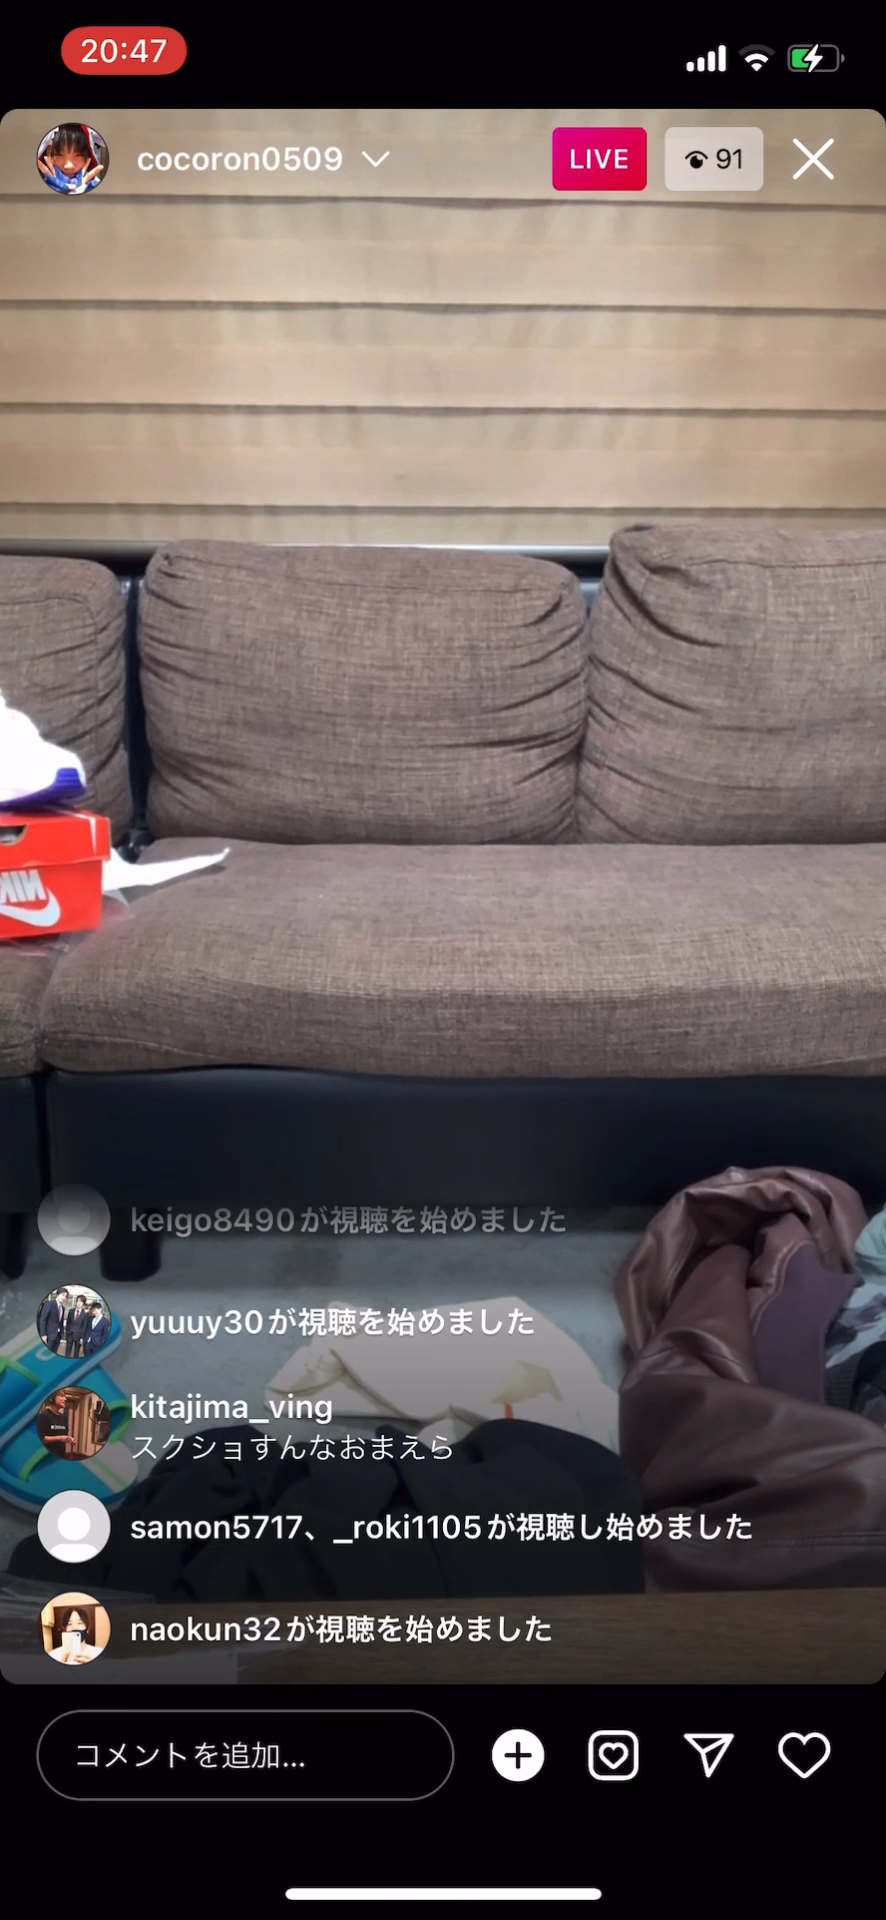 20:47
cocoron0509
LIVE
91
NIKE
keigo8490が視聴を始めました
yuuuy30が視聴を始めました
kitajima_ving
スクショすんなおまえら
samon5717、_roki1105が視聴し始めました
naokun32が視聴を始めました
コメントを追加...